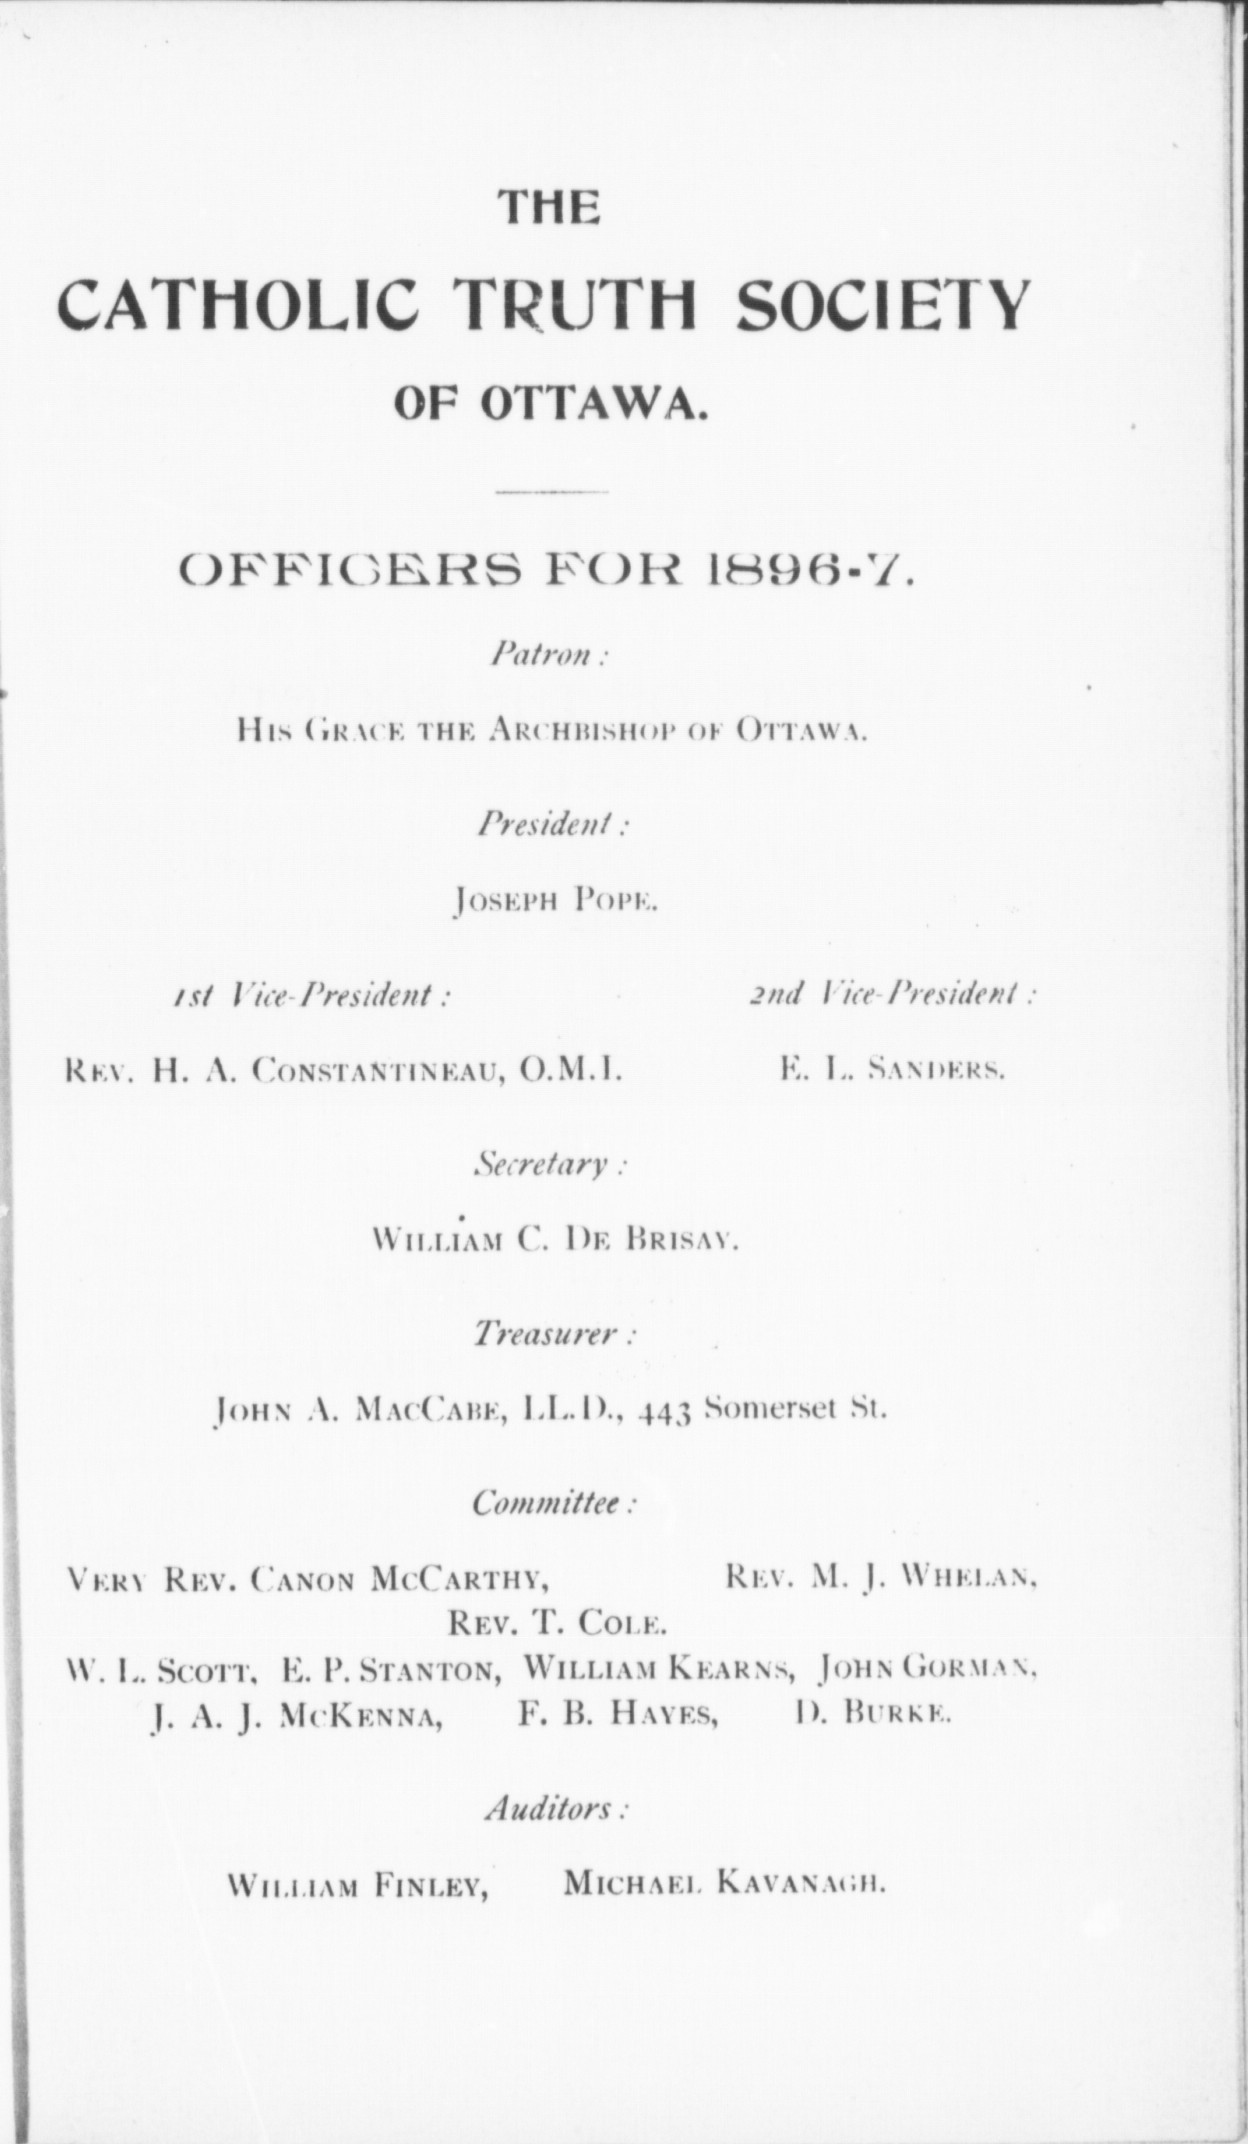 THE
CATHOLIC TRUTH SOCIETY
OF OTTAWA.
OFFICERS FOR 1896-7.
Patron :
His Grace the Archbishop of Ottawa.
President :
Joseph Pope.
1st Vice-President : 2nd Vice-President :
Rev. H. A. Constantineau, O.M.I. E. L. Sanders.
Secretary :
William C. De Brisay.
Treasurer :
John A. MacCabe, LL.D., 443 Somerset St.
Committee :
Very Rev. Canon McCarthy, Rev. M. J. Whelan,
Rev. T. Cole.
W. L. Scott, E. P. Stanton, William Kearns, John Gorman,
J. A. J. McKenna, F. B. Hayes, D. Burke.
Auditors :
William Finley, Michael Kavanagh.